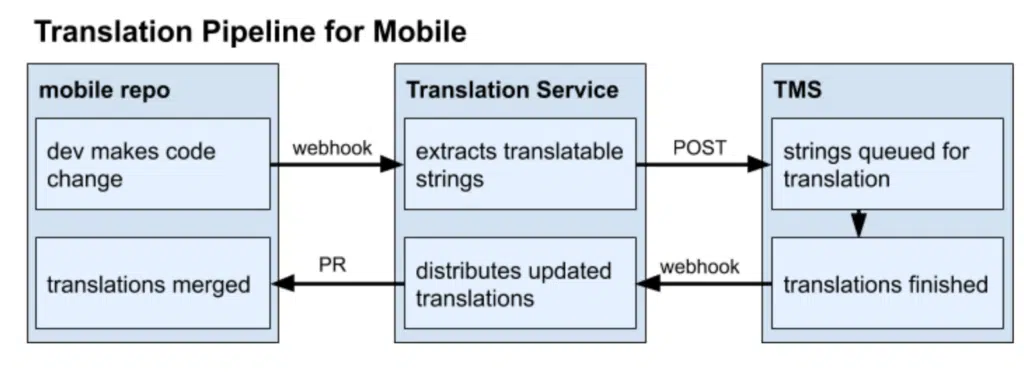 Translation Pipeline for Mobile
mobile repo
dev makes code
change
webhook
Translation Service
extracts translatable
strings
POST
TMS
strings queued for
translation
translations finished
webhook
distributes updated
translations
PR
translations merged